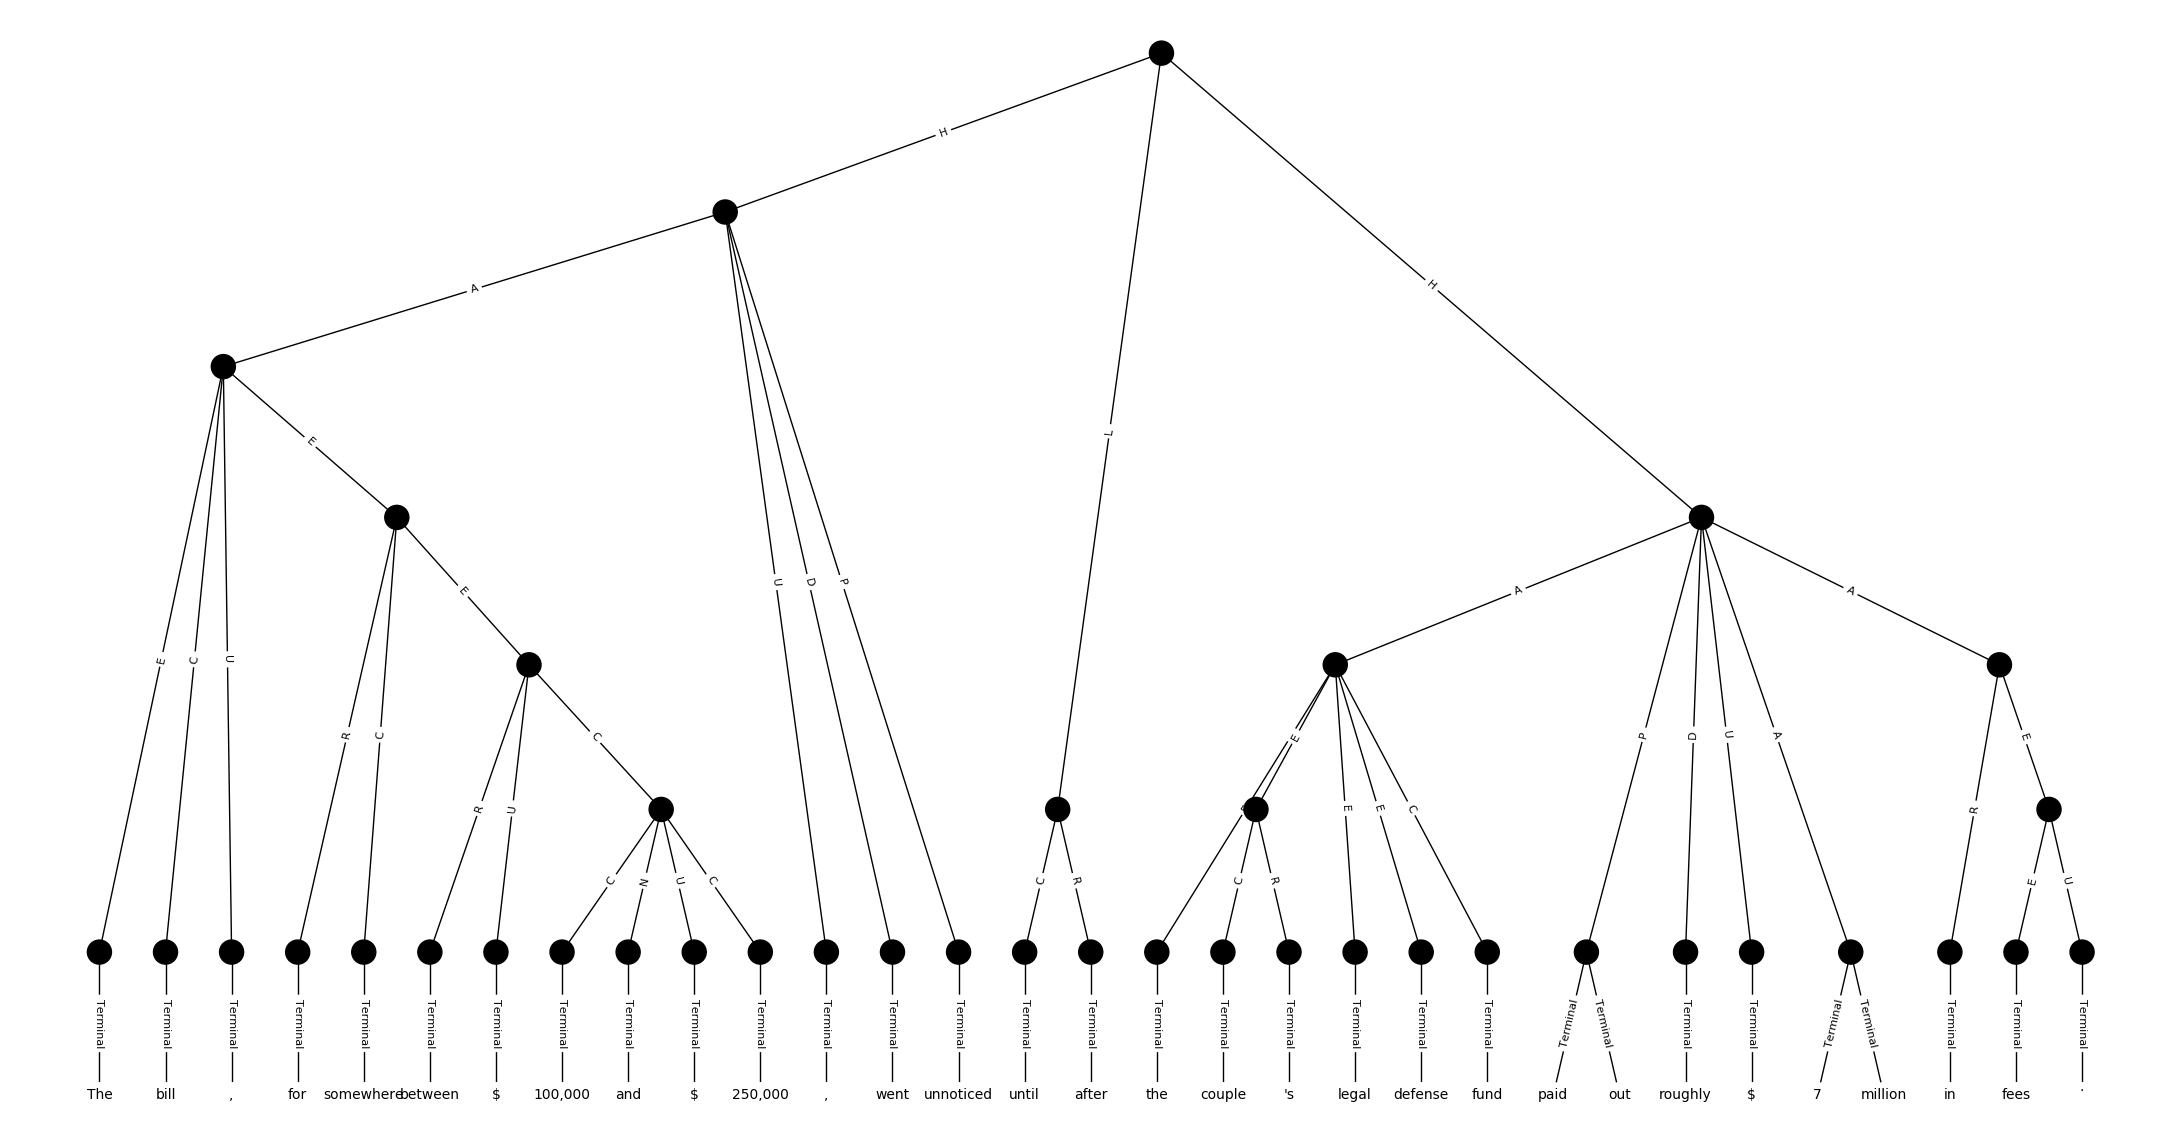 H
A
H
L
E
E
A
A
E C U
U D P
R C
E
P D U A
E
R U
C
E E C
R
C N U C
C R
C R
E U
Terminal Terminal Terminal Terminal Terminal Terminal Terminal Terminal Terminal Terminal Terminal Terminal Terminal Terminal Terminal Terminal Terminal Terminal Terminal Terminal Terminal Terminal Terminal Terminal Terminal Terminal Terminal Terminal Terminal Terminal Terminal
The bill , for somewhere between $ 100,000 and $ 250,000 , went unnoticed until after the couple 's legal defense fund paid out roughly $ 7 million in fees .